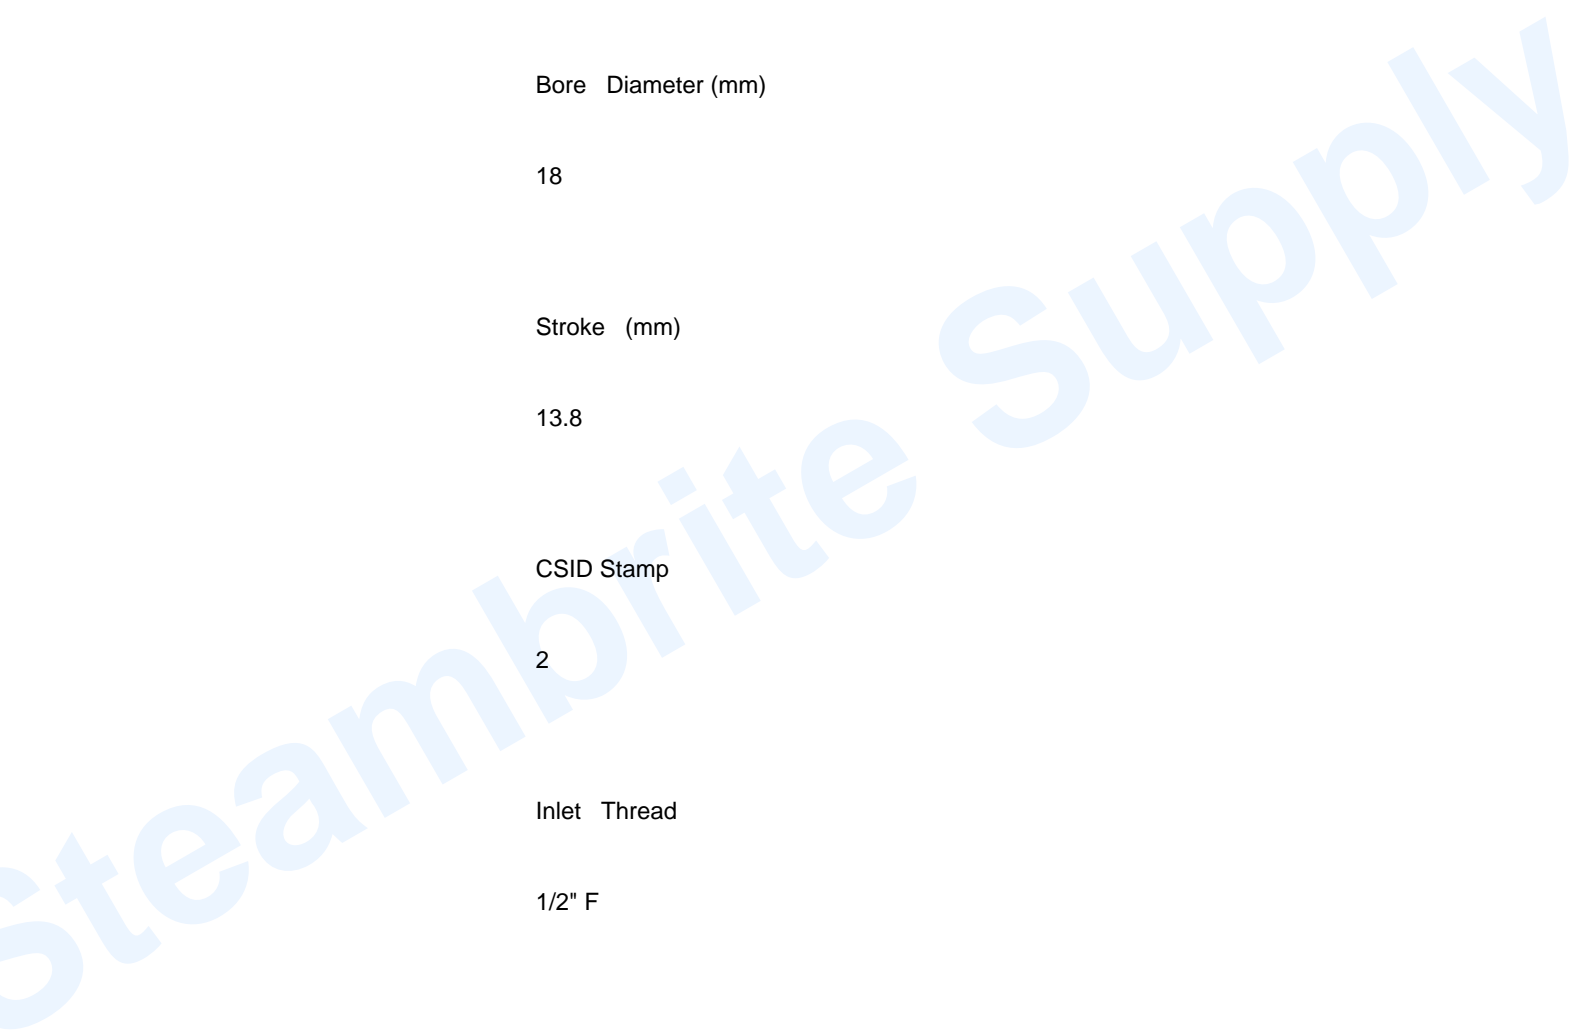 Bore Diameter (mm)
18
Stroke (mm)
13.8
CSID Stamp
2
Inlet Thread
1/2" F
Steambrite Supply